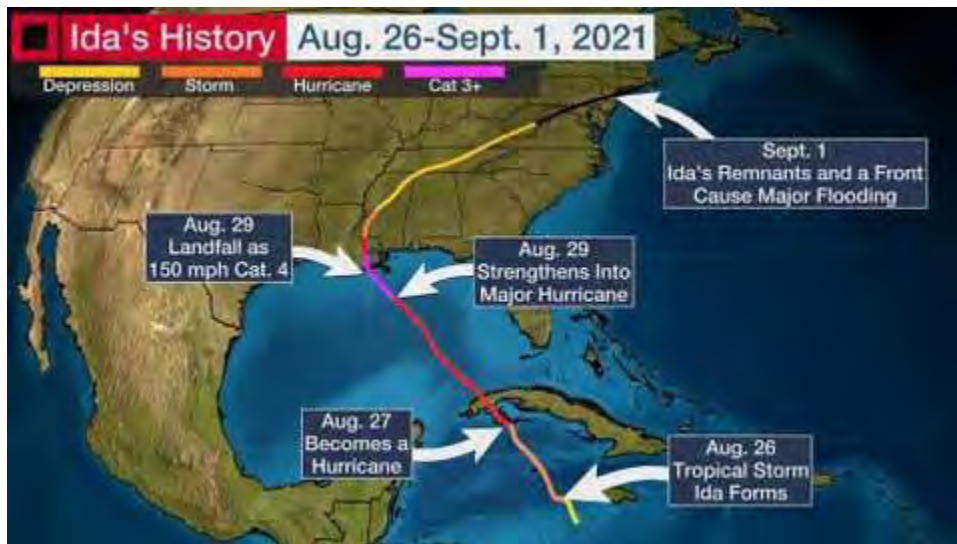 Ida's History
Aug. 26-Sept. 1, 2021
Depression
Storm
Hurricane
Cat 3+
Sept. 1
Ida's Remnants and a Front
Cause Major Flooding
Aug. 29
Landfall as
150 mph Cat. 4
Aug. 29
Strengthens Into
Major Hurricane
Aug. 27
Becomes a
Hurricane
Aug. 26
Tropical Storm
Ida Forms